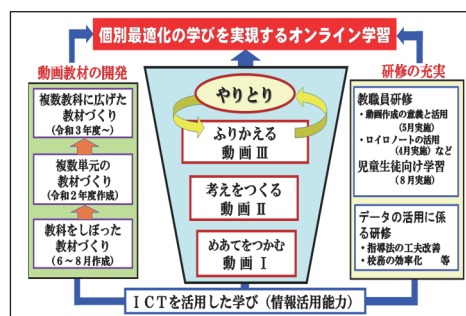 個別最適化の学びを実現するオンライン学習
動画教材の開発
複数教科に広げた
教材づくり
(令和3年度~)
複数単元の
教材づくり
(令和2年度作成)
教科をしぼった
教材づくり
(6~8月作成)
やりとり
ふりかえる
動画Ⅲ
考えをつくる
動画Ⅱ
めあてをつかむ
動画Ⅰ
研修の充実
教職員研修
・動画作成の意義と活用
(5月実施)
・ロイロノートの活用
(4月実施)など
児童生徒向け学習
(8月実施)
データの活用に係
る研修
・指導法の工夫改善
・校務の効率化 等
ICTを活用した学び(情報活用能力)